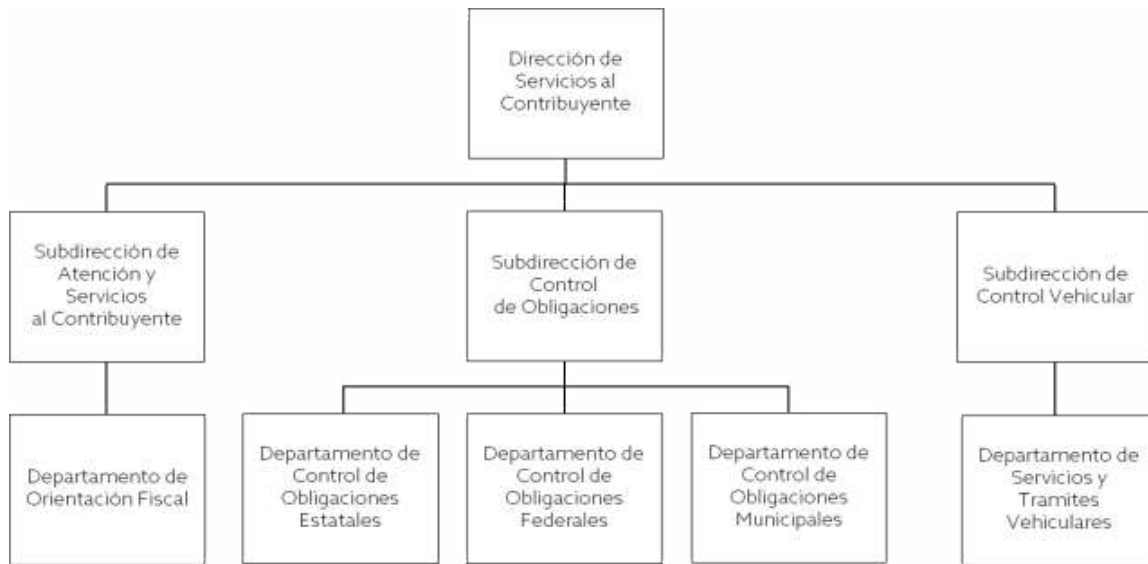 Dirección de
Servicios al
Contribuyente
Subdirección de
Atención y
Servicios
al Contribuyente
Subdirección de
Control
de Obligaciones
Subdirección de
Control Vehicular
Departamento de
Orientación Fiscal
Departamento de
Control de
Obligaciones
Estatales
Departamento de
Control de
Obligaciones
Federales
Departamento de
Control de
Obligaciones
Municipales
Departamento de
Servicios y
Tramites
Vehiculares